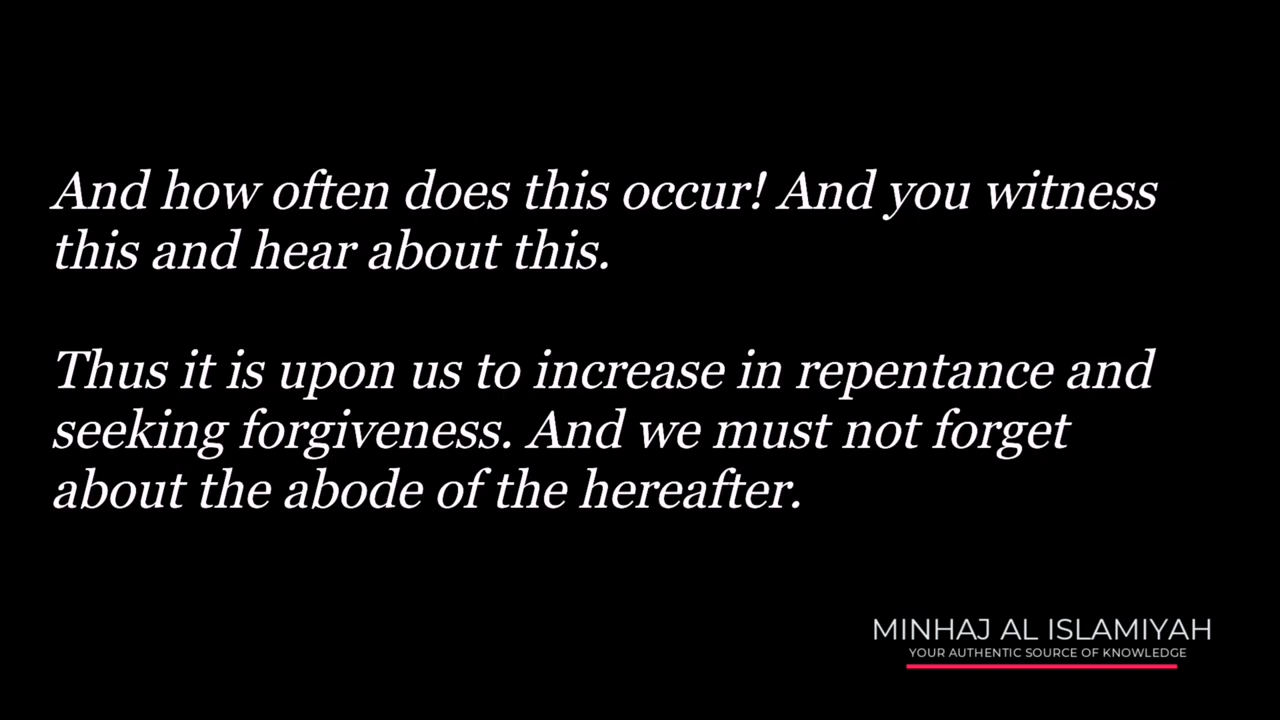 And how often does this occur! And you witness
this and hear about this.
Thus it is upon us to increase in repentance and
seeking forgiveness. And we must not forget
about the abode of the hereafter.
MINHAJ AL ISLAMIYAH
YOUR AUTHENTIC SOURCE OF KNOWLEDGE